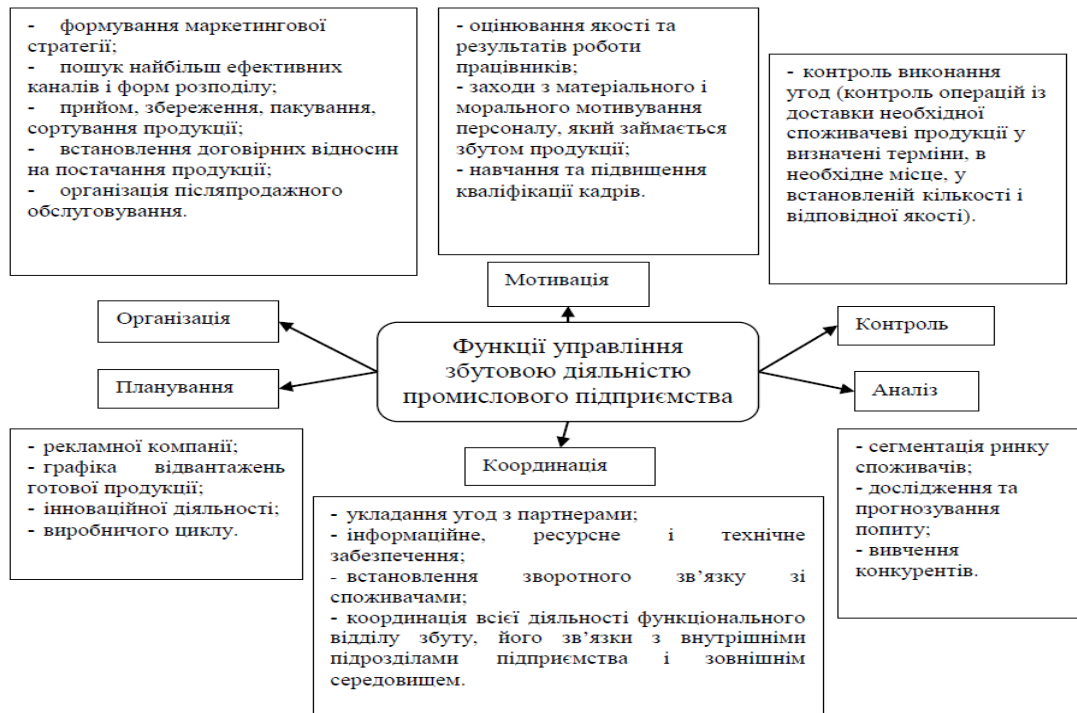 - формування маркетингової
стратегії;
- пошук найбільш ефективних
каналів і форм розподілу;
- прийом, збереження, пакування,
сортування продукції;
- встановлення договірних відносин
на постачання продукції;
- організація післяпродажного
обслуговування.
- оцінювання якості та
результатів роботи
працівників;
- заходи з матеріального і
морального мотивування
персоналу, який займається
збутом продукції;
- навчання та підвищення
кваліфікації кадрів.
- контроль виконання
угод (контроль операцій із
доставки необхідної
споживачеві продукції у
визначені терміни, в
необхідне місце, у
встановленій кількості і
відповідної якості).
Мотивація
Організація
Контроль
Функції управління
збутовою діяльністю
промислового підприємства
Планування
Аналіз
Координація
- рекламної компанії;
- графіка відвантажень
готової продукції;
- інноваційної діяльності;
- виробничого циклу.
- укладання угод з партнерами;
- інформаційне, ресурсне і технічне
забезпечення;
- встановлення зворотного зв’язку зі
споживачами;
- координація всієї діяльності функціонального
відділу збуту, його зв’язки з внутрішніми
підрозділами підприємства і зовнішнім
середовищем.
- сегментація ринку
споживачів;
- дослідження та
прогнозування
попиту;
- вивчення
конкурентів.